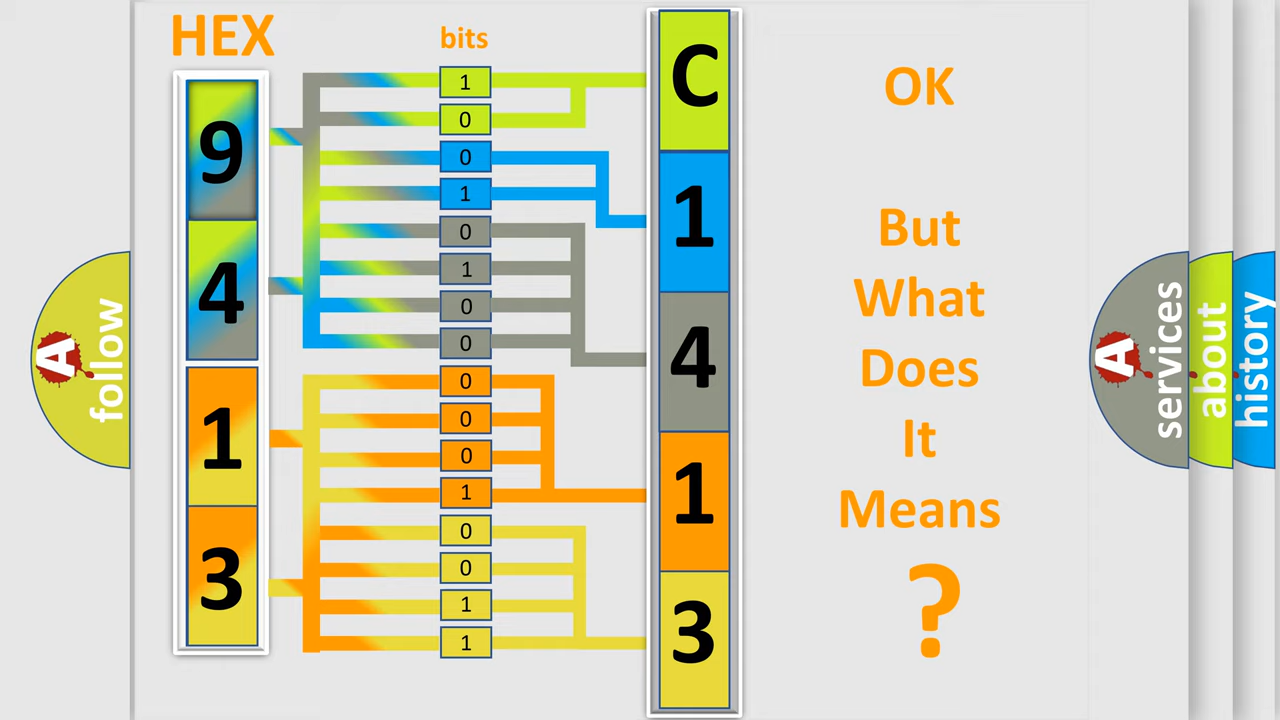 HEX
bits
9
4
1
3
1
0
0
1
0
1
0
0
0
0
0
1
0
0
1
1
C
1
4
1
3
OK
But
What
Does
It
Means
?
A
follow
A
services
about
history